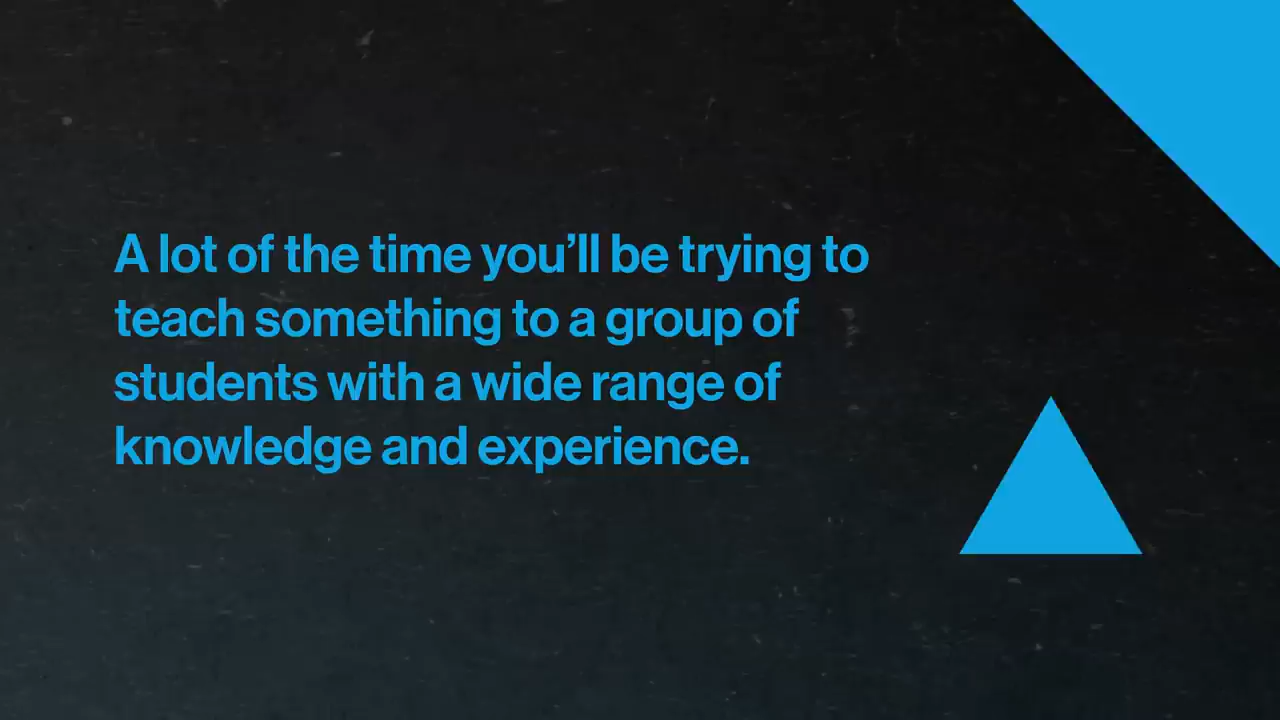 A lot of the time you’ll be trying to
teach something to a group of
students with a wide range of
knowledge and experience.